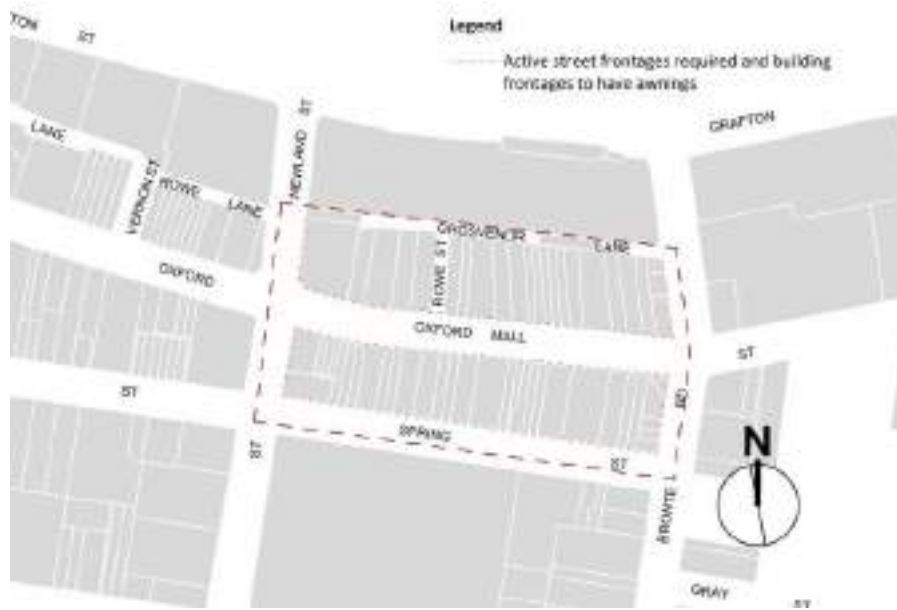 Legend
Active street frontages required and building
frontages to have awnings
ST
NEWLAND ST
GRAFTON
LANE
VERNON ST
ROWE
LANE
GROSVENOR
LANE
ROWE ST
OXFORD
OXFORD MALL
ST
ST
SPRING
ST
RD
ST
N
BRONTE
GRAY
ST